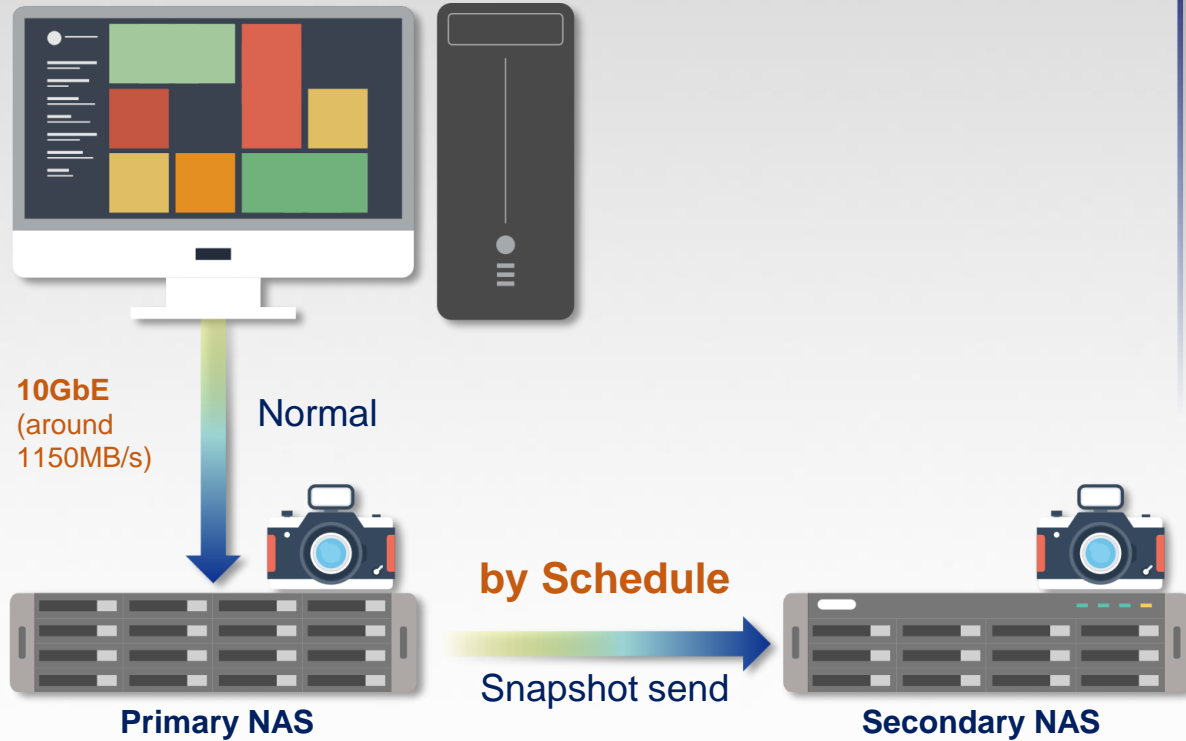 10GbE
(around
1150MB/s)
Normal
by Schedule
Snapshot send
Primary NAS
Secondary NAS